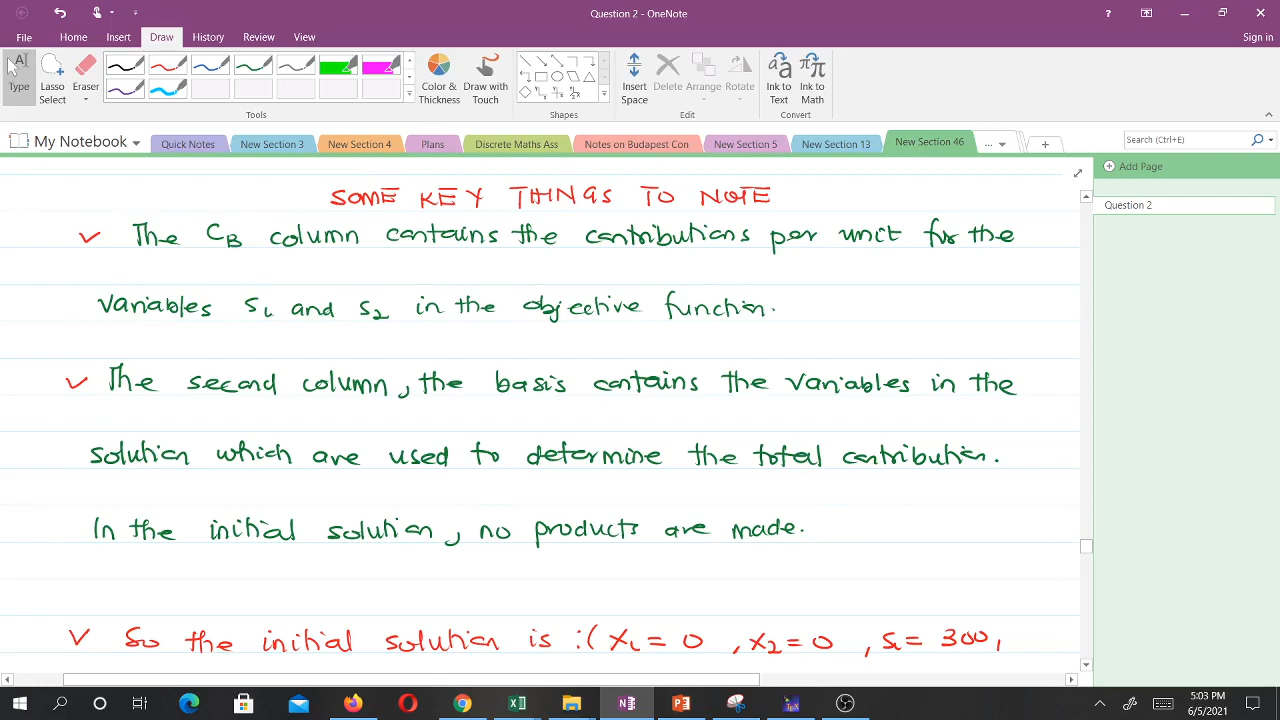 Question 2 - OneNote
File Home Insert Draw History Review View Sign in
Type
Lasso Select
Eraser
Color & Thickness
Draw with Touch
Insert Space
Delete Arrange Rotate
Ink to Text
Ink to Math
Tools Shapes Edit Convert
My Notebook Quick Notes New Section 3 New Section 4 Plans Discrete Maths Ass Notes on Budapest Con New Section 5 New Section 13 New Section 46 ... + Search (Ctrl+E)
Add Page
Question 2
SOME KEY THINGS TO NOTE
✓ The CB column contains the contributions per unit for the
variables S1 and S2 in the objective function.
✓ The second column, the basis contains the variables in the
solution which are used to determine the total contribution.
In the initial solution, no products are made.
✓ So the initial solution is :( X1 = 0 , X2 = 0 , S1 = 300,
5:03 PM
6/5/2021